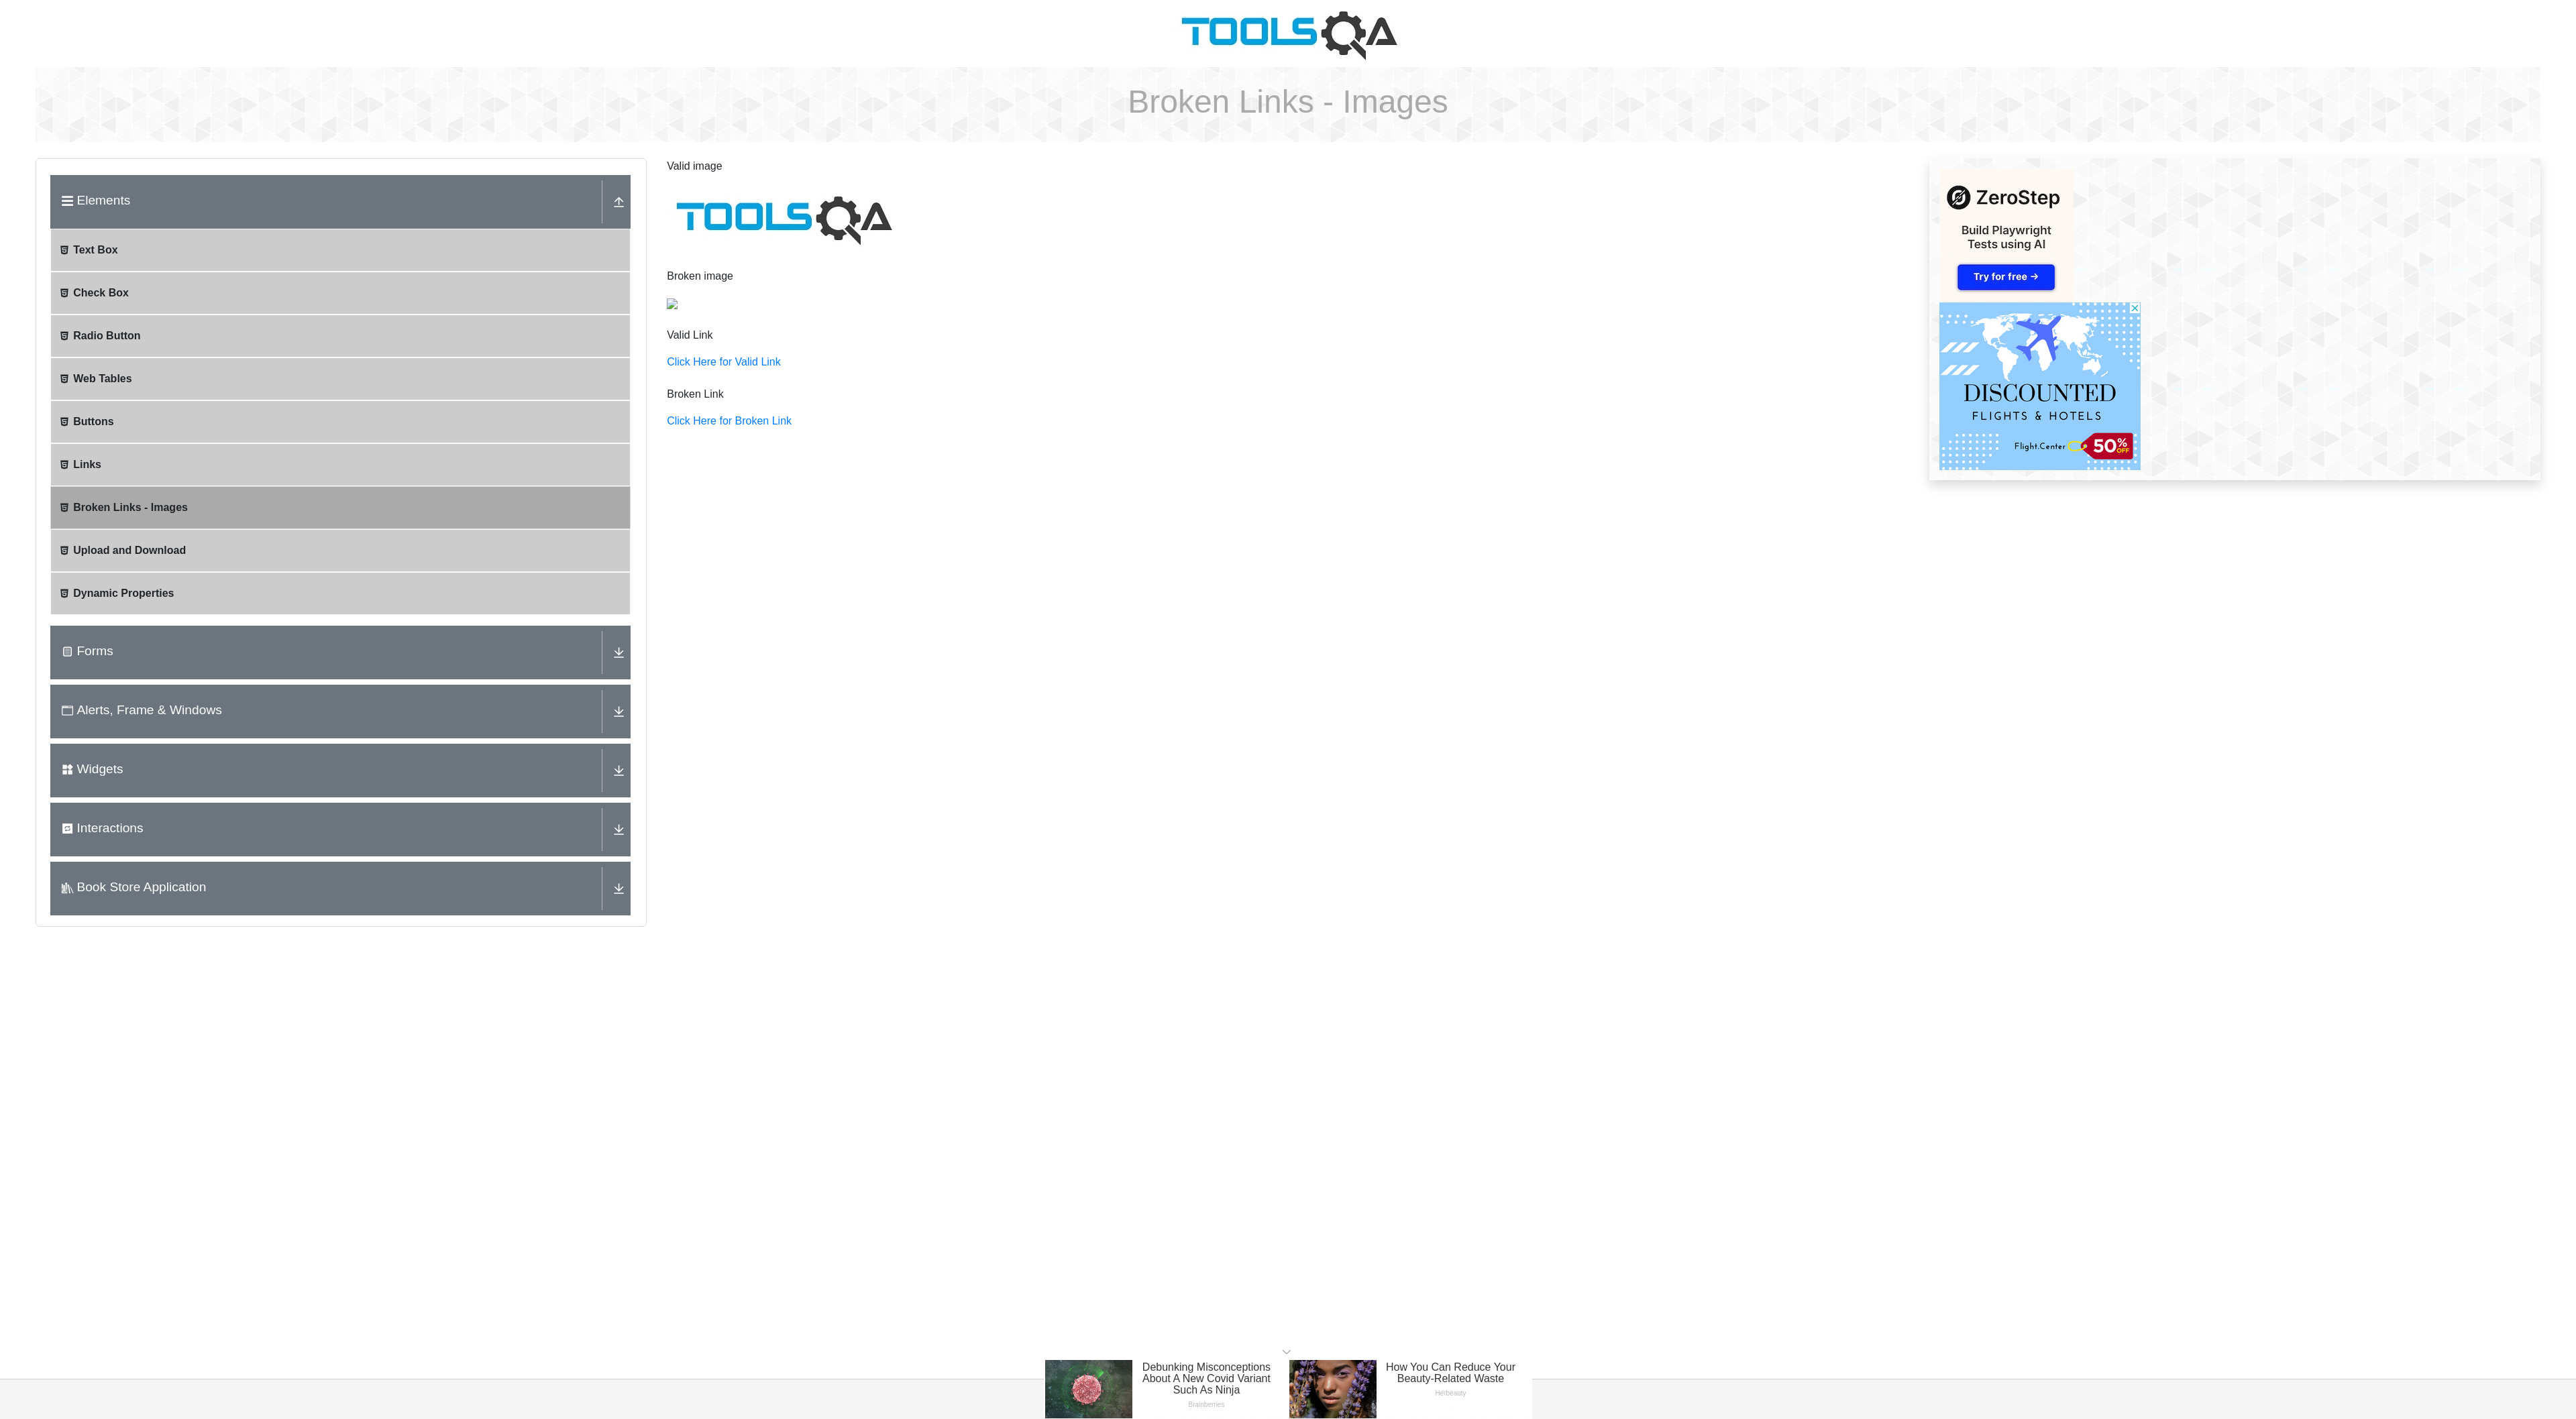 TOOLSQA
Broken Links - Images
Elements
Text Box
Check Box
Radio Button
Web Tables
Buttons
Links
Broken Links - Images
Upload and Download
Dynamic Properties
Forms
Alerts, Frame & Windows
Widgets
Interactions
Book Store Application
Valid image
TOOLSQA
Broken image
Valid Link
Click Here for Valid Link
Broken Link
Click Here for Broken Link
ZeroStep
Build Playwright
Tests using AI
Try for free →
DISCOUNTED
FLIGHTS & HOTELS
Flight.Center
50% OFF
Debunking Misconceptions
About A New Covid Variant
Such As Ninja
Brainberries
How You Can Reduce Your
Beauty-Related Waste
Herbeauty